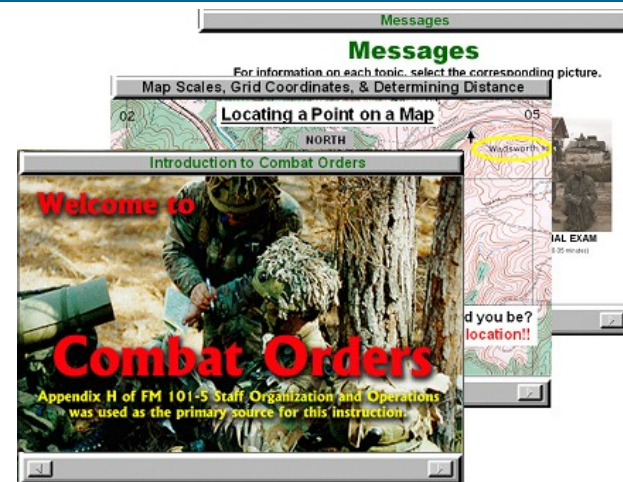 Messages
Messages
For information on each topic, select the corresponding picture.
Map Scales, Grid Coordinates, & Determining Distance
02
Locating a Point on a Map
05
NORTH
Wadsworth
Introduction to Combat Orders
Welcome to
IAL EXAM
d you be?
location!!
Combat Orders
Appendix H of FM 101-5 Staff Organization and Operations
was used as the primary source for this instruction.